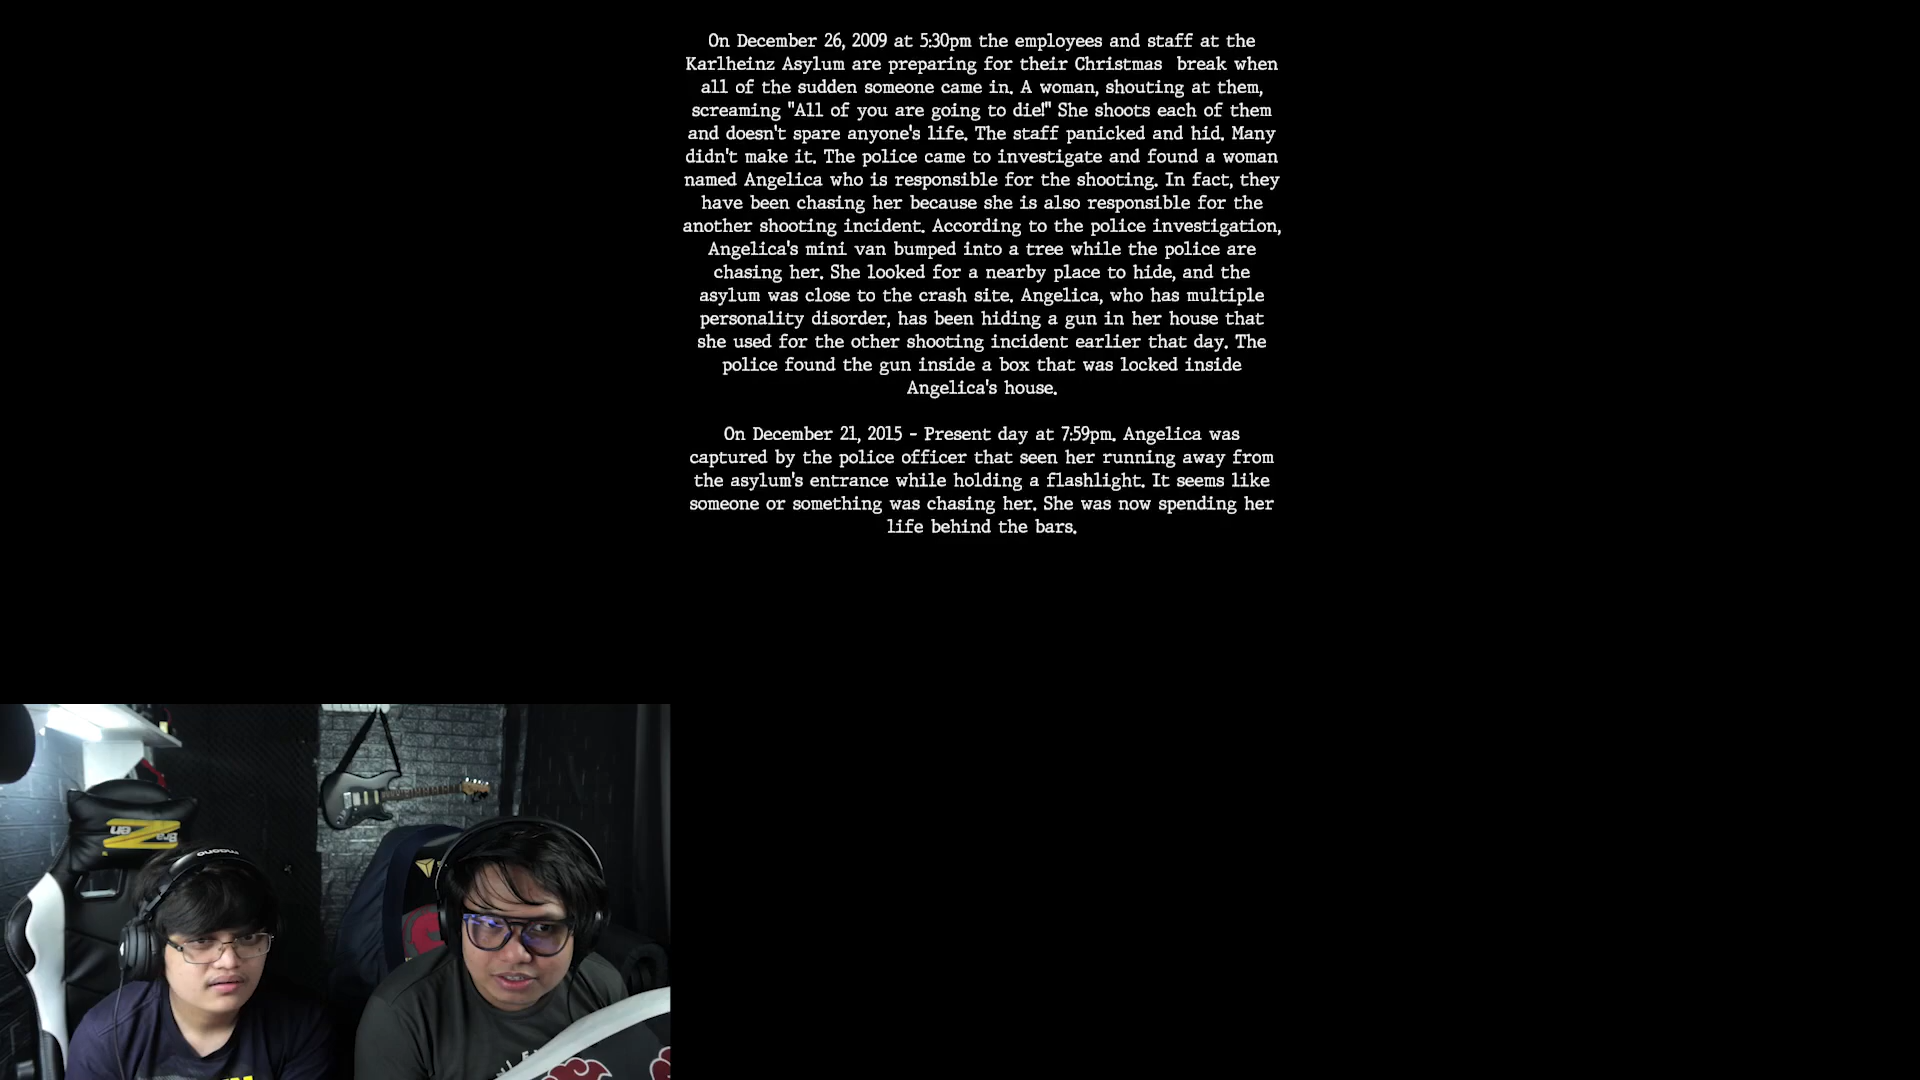 On December 26, 2009 at 5:30pm the employees and staff at the
Karlheinz Asylum are preparing for their Christmas break when
all of the sudden someone came in. A woman, shouting at them,
screaming "All of you are going to die!" She shoots each of them
and doesn't spare anyone's life. The staff panicked and hid. Many
didn't make it. The police came to investigate and found a woman
named Angelica who is responsible for the shooting. In fact, they
have been chasing her because she is also responsible for the
another shooting incident. According to the police investigation,
Angelica's mini van bumped into a tree while the police are
chasing her. She looked for a nearby place to hide, and the
asylum was close to the crash site. Angelica, who has multiple
personality disorder, has been hiding a gun in her house that
she used for the other shooting incident earlier that day. The
police found the gun inside a box that was locked inside
Angelica's house.
On December 21, 2015 - Present day at 7:59pm. Angelica was
captured by the police officer that seen her running away from
the asylum's entrance while holding a flashlight. It seems like
someone or something was chasing her. She was now spending her
life behind the bars.